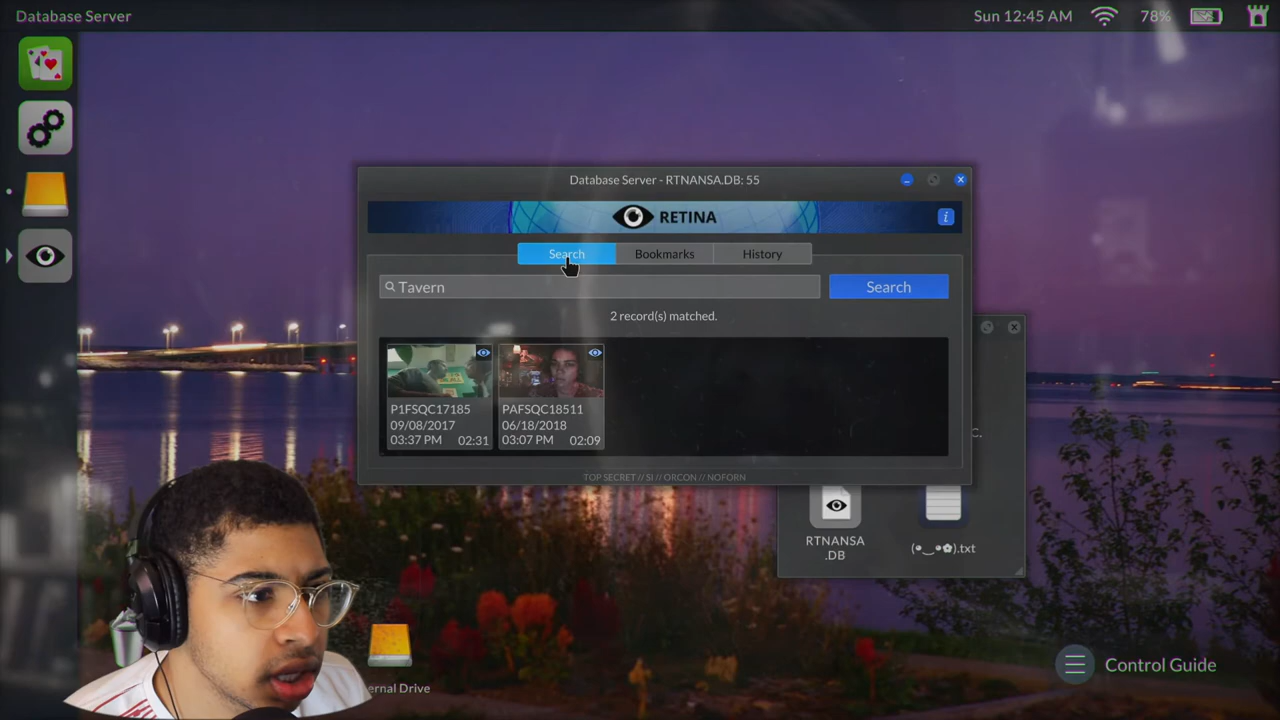 Database Server
Sun 12:45 AM
78%
Database Server - RTNANSA.DB; 55
RETINA
i
Search
Bookmarks
History
Tavern
Search
2 record(s) matched.
P1FSQC17185
09/08/2017
03:37 PM
02:31
PAFSQC18511
06/18/2018
03:07 PM
02:09
C,
TOP SECRET // SI // ORCON // NOFORN
RTNANSA
.DB
(•‿•✿).txt
ernal Drive
Control Guide